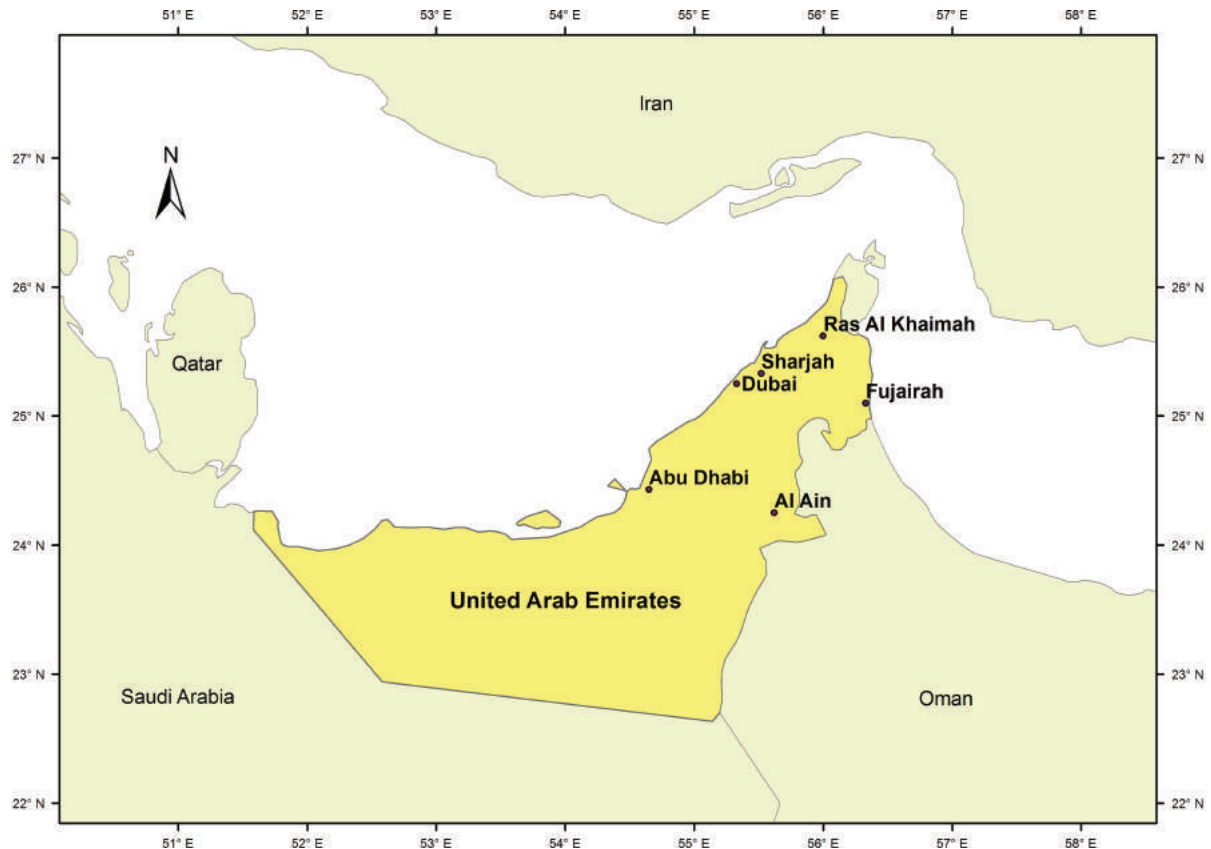 51° E 52° E 53° E 54° E 55° E 56° E 57° E 58° E
Iran
27° N 27° N
N
26° N 26° N
Ras Al Khaimah
Sharjah
Qatar
Dubai
Fujairah
25° N 25° N
Abu Dhabi
Al Ain
24° N 24° N
United Arab Emirates
23° N 23° N
Saudi Arabia
Oman
22° N 22° N
51° E 52° E 53° E 54° E 55° E 56° E 57° E 58° E